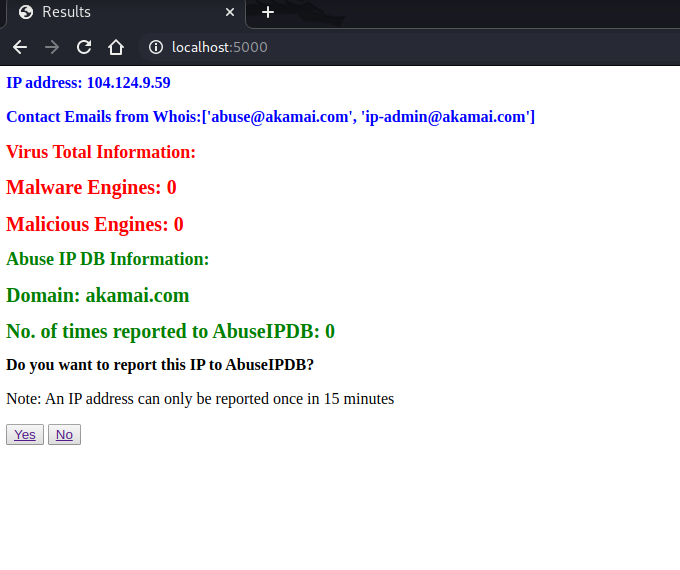 Results
localhost:5000
IP address: 104.124.9.59
Contact Emails from Whois:['abuse@akamai.com', 'ip-admin@akamai.com']
Virus Total Information:
Malware Engines: 0
Malicious Engines: 0
Abuse IP DB Information:
Domain: akamai.com
No. of times reported to AbuseIPDB: 0
Do you want to report this IP to AbuseIPDB?
Note: An IP address can only be reported once in 15 minutes
Yes No